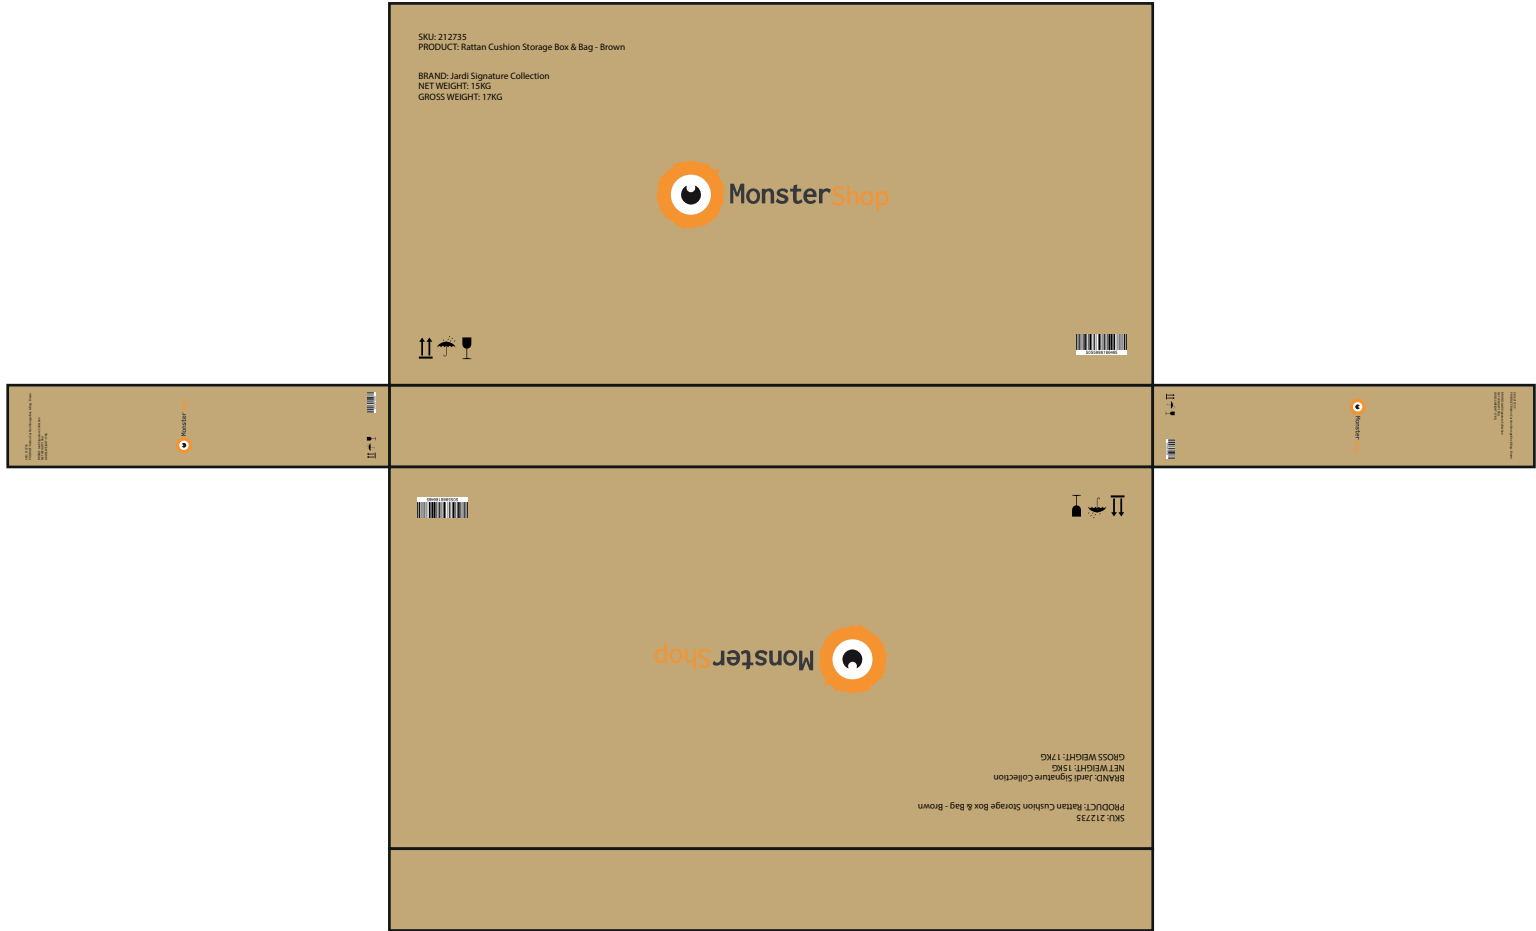 SKU: 212735
PRODUCT: Rattan Cushion Storage Box & Bag - Brown
BRAND: Jardi Signature Collection
NET WEIGHT: 15KG
GROSS WEIGHT: 17KG
MonsterShop
Monster
Monster
MonsterShop
GROSS WEIGHT: 17KG
NET WEIGHT: 15KG
BRAND: Jardi Signature Collection
PRODUCT: Rattan Cushion Storage Box & Bag - Brown
SKU: 212735